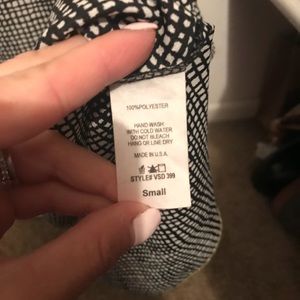 100%POLYESTER
HAND WASH
WITH COLD WATER
DO NOT BLEACH
HANG OR LINE DRY
MADE IN U.S.A.
STYLE# VSD 399
Small